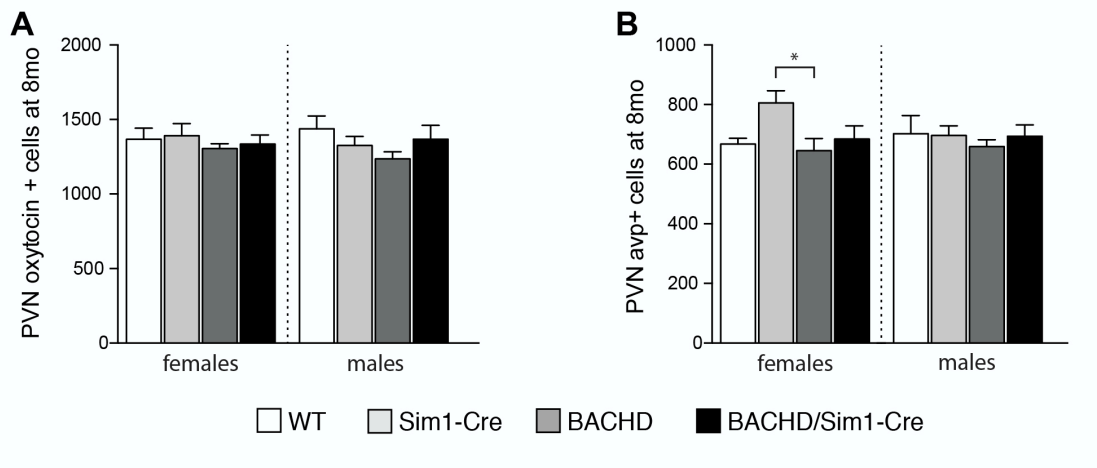 A
PVN oxytocin + cells at 8mo
2000
1500
1000
500
0
females
males
B
PVN avp+ cells at 8mo
1000
800
600
400
200
0
*
females
males
WT
Sim1-Cre
BACHD
BACHD/Sim1-Cre